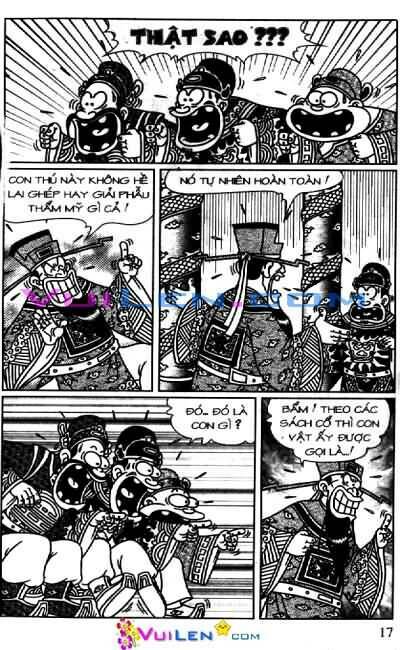 THẬT SAO ???
CON THÚ NÀY KHÔNG HỀ
LAI GHÉP HAY GIẢI PHẪU
THẨM MỸ GÌ CẢ !
NÓ TỰ NHIÊN HOÀN TOÀN !
VUILEN.COM
ĐÓ... ĐÓ LÀ
CON GÌ ?
BẨM ! THEO CÁC
SÁCH CỔ THÌ CON
VẬT ẤY ĐƯỢC
GỌI LÀ...!
17
VUILEN COM